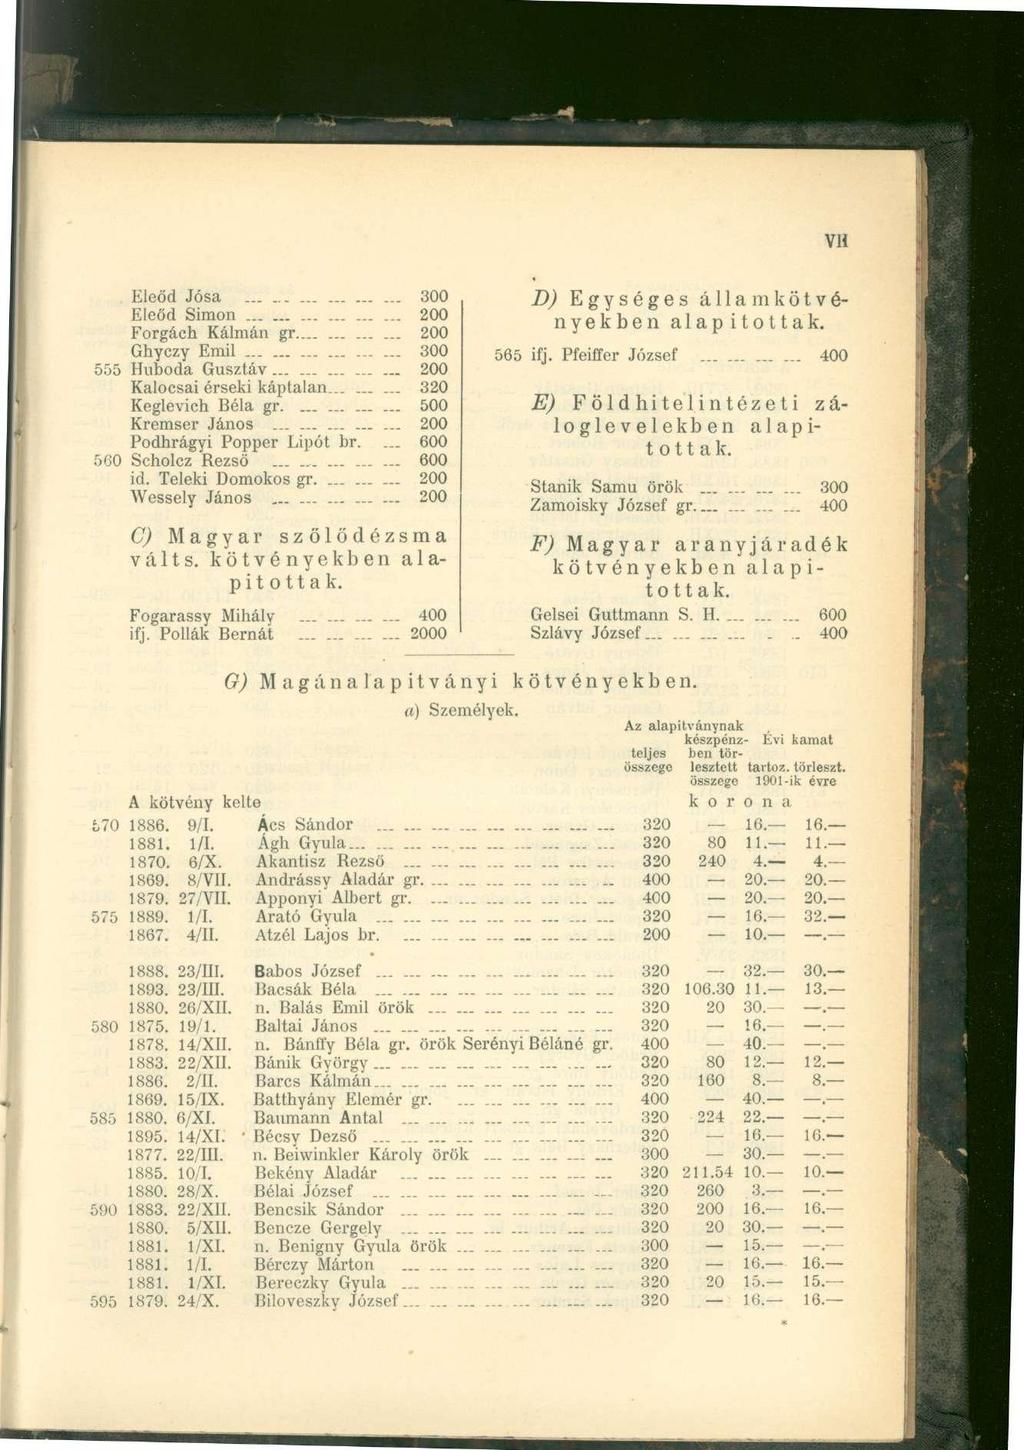 VII
Eleőd Jósa 300
Eleőd Simon 200
Forgách Kálmán gr. 200
Ghyczy Emil 300
555 Huboda Gusztáv 200
Kalocsai érseki káptalan 320
Keglevich Béla gr. 500
Kremser János 200
Podhrágyi Popper Lipót br. 600
560 Scholcz Rezső 600
id. Teleki Domokos gr. 200
Wessely János 200
C) Magyar szőlődézsma
válts. kötvényekben ala-
pitottak.
Fogarassy Mihály 400
ifj. Pollák Bernát 2000
D) Egységes államkötvé-
nyekben alapitottak.
565 ifj. Pfeiffer József 400
E) Földhitelintézeti zá-
loglevelekben alapi-
tottak.
Stanik Samu örök 300
Zamoisky József gr. 400
F) Magyar aranyjáradék
kötvényekben alapi-
tottak.
Gelsei Guttmann S. H. 600
Szlávy József 400
G) Magánalapitványi kötvényekben.
a) Személyek.
Az alapitványnak
készpénz- Évi kamat
teljes ben tör-
összege lesztett tartoz. törleszt.
összege 1901-ik évre
A kötvény kelte korona
570 1886. 9/I. Ács Sándor 320 — 16.— 16.—
1881. 1/I. Ágh Gyula 320 80 11.— 11.—
1870. 6/X. Akantisz Rezső 320 240 4.— 4.—
1869. 8/VII. Andrássy Aladár gr. 400 — 20.— 20.—
1879. 27/VII. Apponyi Albert gr. 400 — 20.— 20.—
575 1889. 1/I. Arató Gyula 320 — 16.— 32.—
1867. 4/II. Atzél Lajos br. 200 — 10.— —.—
1888. 23/III. Babos József 320 — 32.— 30.—
1893. 23/III. Bacsák Béla 320 106.30 11.— 13.—
1880. 26/XII. n. Balás Emil örök 320 20 30.— —.—
580 1875. 19/1. Baltai János 320 — 16.— —.—
1878. 14/XII. n. Bánffy Béla gr. örök Serényi Béláné gr. 400 — 40.— —.—
1883. 22/XII. Bánik György 320 80 12.— 12.—
1886. 2/II. Barcs Kálmán 320 160 8.— 8.—
1869. 15/IX. Batthyány Elemér gr. 400 — 40.— —.—
585 1880. 6/XI. Baumann Antal 320 224 22.— —.—
1895. 14/XI. Bécsy Dezső 320 — 16.— 16.—
1877. 22/III. n. Beiwinkler Károly örök 300 — 30.— —.—
1885. 10/I. Bekény Aladár 320 211.54 10.— 10.—
1880. 28/X. Bélai József 320 260 3.— —.—
590 1883. 22/XII. Bencsik Sándor 320 200 16.— 16.—
1880. 5/XII. Bencze Gergely 320 20 30.— —.—
1881. 1/XI. n. Benigny Gyula örök 300 — 15.— —.—
1881. 1/I. Bérczy Márton 320 — 16.— 16.—
1881. 1/XI. Bereczky Gyula 320 20 15.— 15.—
595 1879. 24/X. Biloveszky József 320 — 16.— 16.—
*